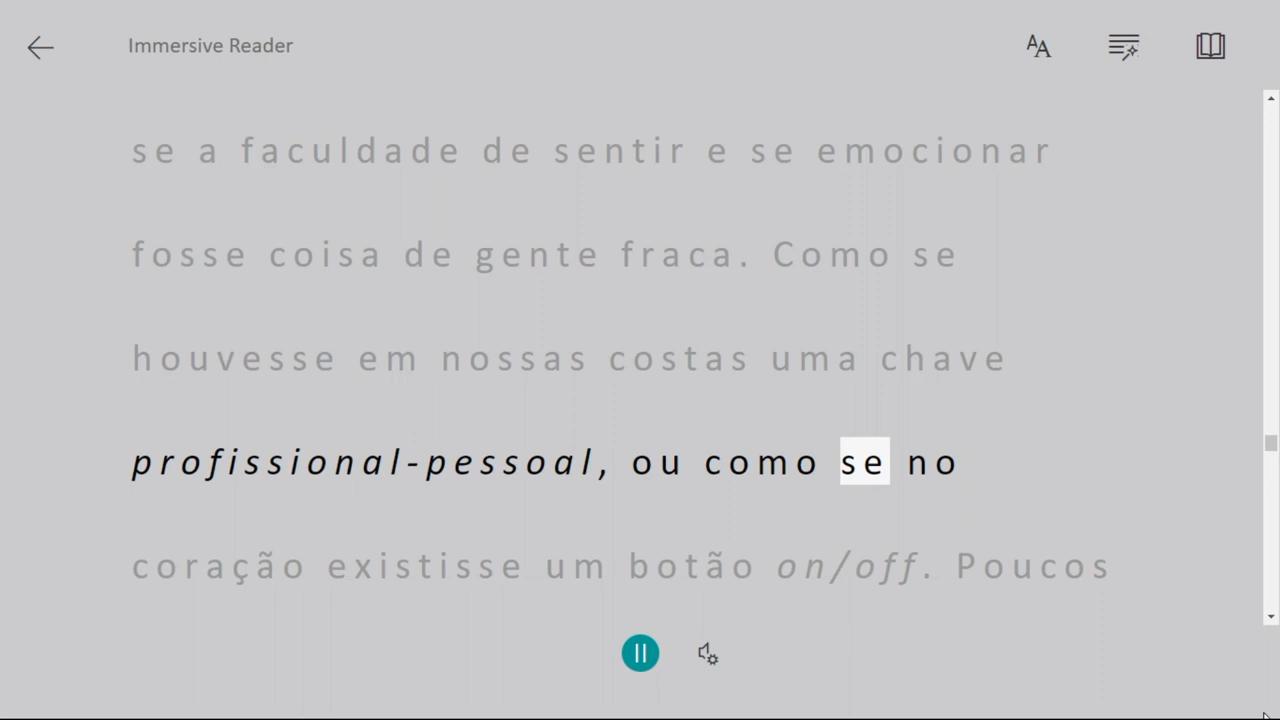 Immersive Reader
se a faculdade de sentir e se emocionar
fosse coisa de gente fraca. Como se
houvesse em nossas costas uma chave
profissional-pessoal, ou como se no
coração existisse um botão on/off. Poucos